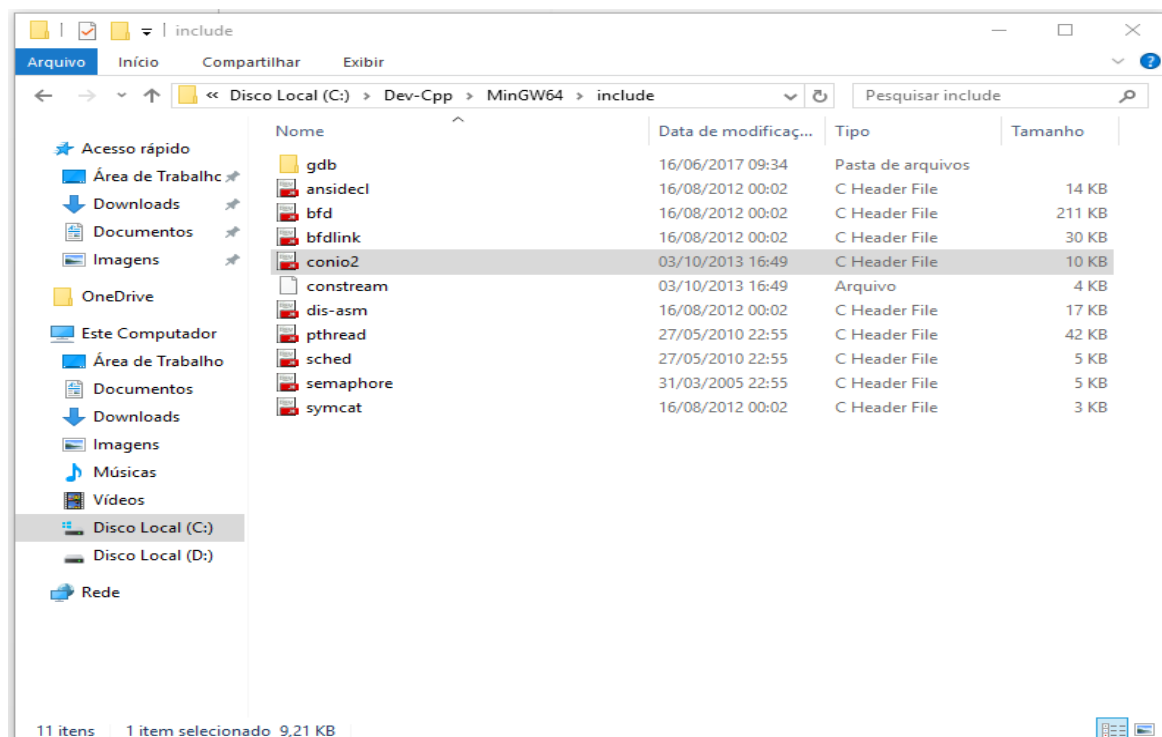 include
Arquivo Início Compartilhar Exibir
« Disco Local (C:) > Dev-Cpp > MinGW64 > include Pesquisar include
Nome Data de modificaç... Tipo Tamanho
Acesso rápido
Área de Trabalhc
Downloads
Documentos
Imagens
OneDrive
Este Computador
Área de Trabalho
Documentos
Downloads
Imagens
Músicas
Vídeos
Disco Local (C:)
Disco Local (D:)
Rede
gdb 16/06/2017 09:34 Pasta de arquivos
ansidecl 16/08/2012 00:02 C Header File 14 KB
bfd 16/08/2012 00:02 C Header File 211 KB
bfdlink 16/08/2012 00:02 C Header File 30 KB
conio2 03/10/2013 16:49 C Header File 10 KB
constream 03/10/2013 16:49 Arquivo 4 KB
dis-asm 16/08/2012 00:02 C Header File 17 KB
pthread 27/05/2010 22:55 C Header File 42 KB
sched 27/05/2010 22:55 C Header File 5 KB
semaphore 31/03/2005 22:55 C Header File 5 KB
symcat 16/08/2012 00:02 C Header File 3 KB
11 itens 1 item selecionado 9,21 KB